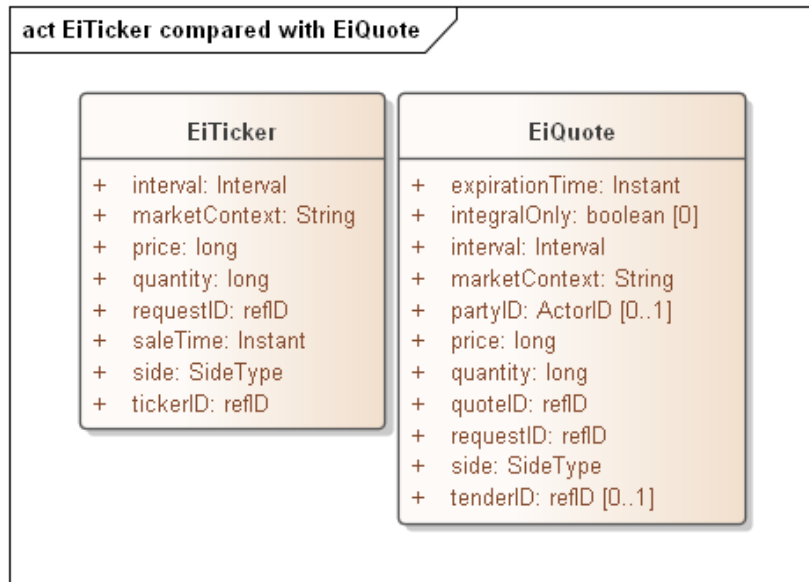 act EiTicker compared with EiQuote
EiTicker
+ interval: Interval
+ marketContext: String
+ price: long
+ quantity: long
+ requestID: refID
+ saleTime: Instant
+ side: SideType
+ tickerID: refID
EiQuote
+ expirationTime: Instant
+ integralOnly: boolean [0]
+ interval: Interval
+ marketContext: String
+ partyID: ActorID [0..1]
+ price: long
+ quantity: long
+ quoteID: refID
+ requestID: refID
+ side: SideType
+ tenderID: refID [0..1]